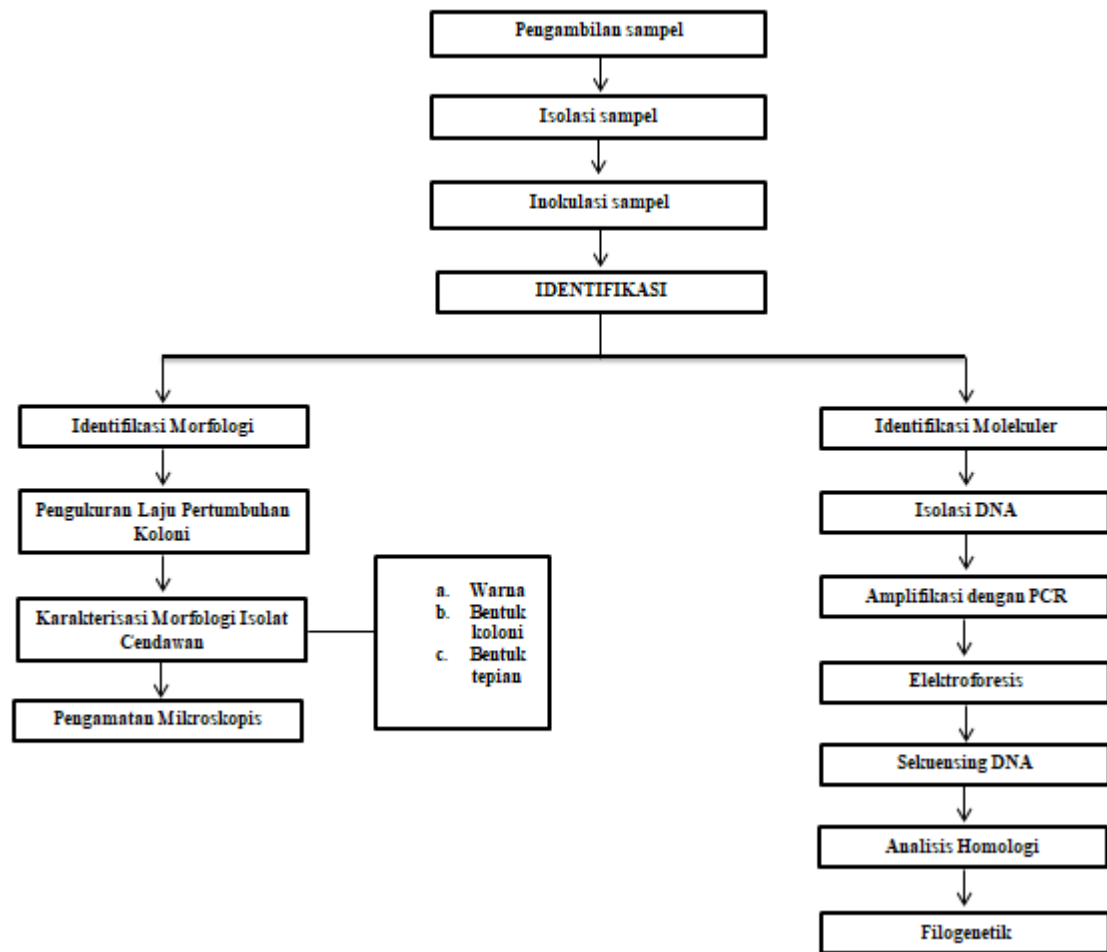 Pengambilan sampel
Isolasi sampel
Inokulasi sampel
IDENTIFIKASI
Identifikasi Morfologi
Pengukuran Laju Pertumbuhan
Koloni
Karakterisasi Morfologi Isolat
Cendawan
a. Warna
b. Bentuk
koloni
c. Bentuk
tepian
Pengamatan Mikroskopis
Identifikasi Molekuler
Isolasi DNA
Amplifikasi dengan PCR
Elektroforesis
Sekuensing DNA
Analisis Homologi
Filogenetik